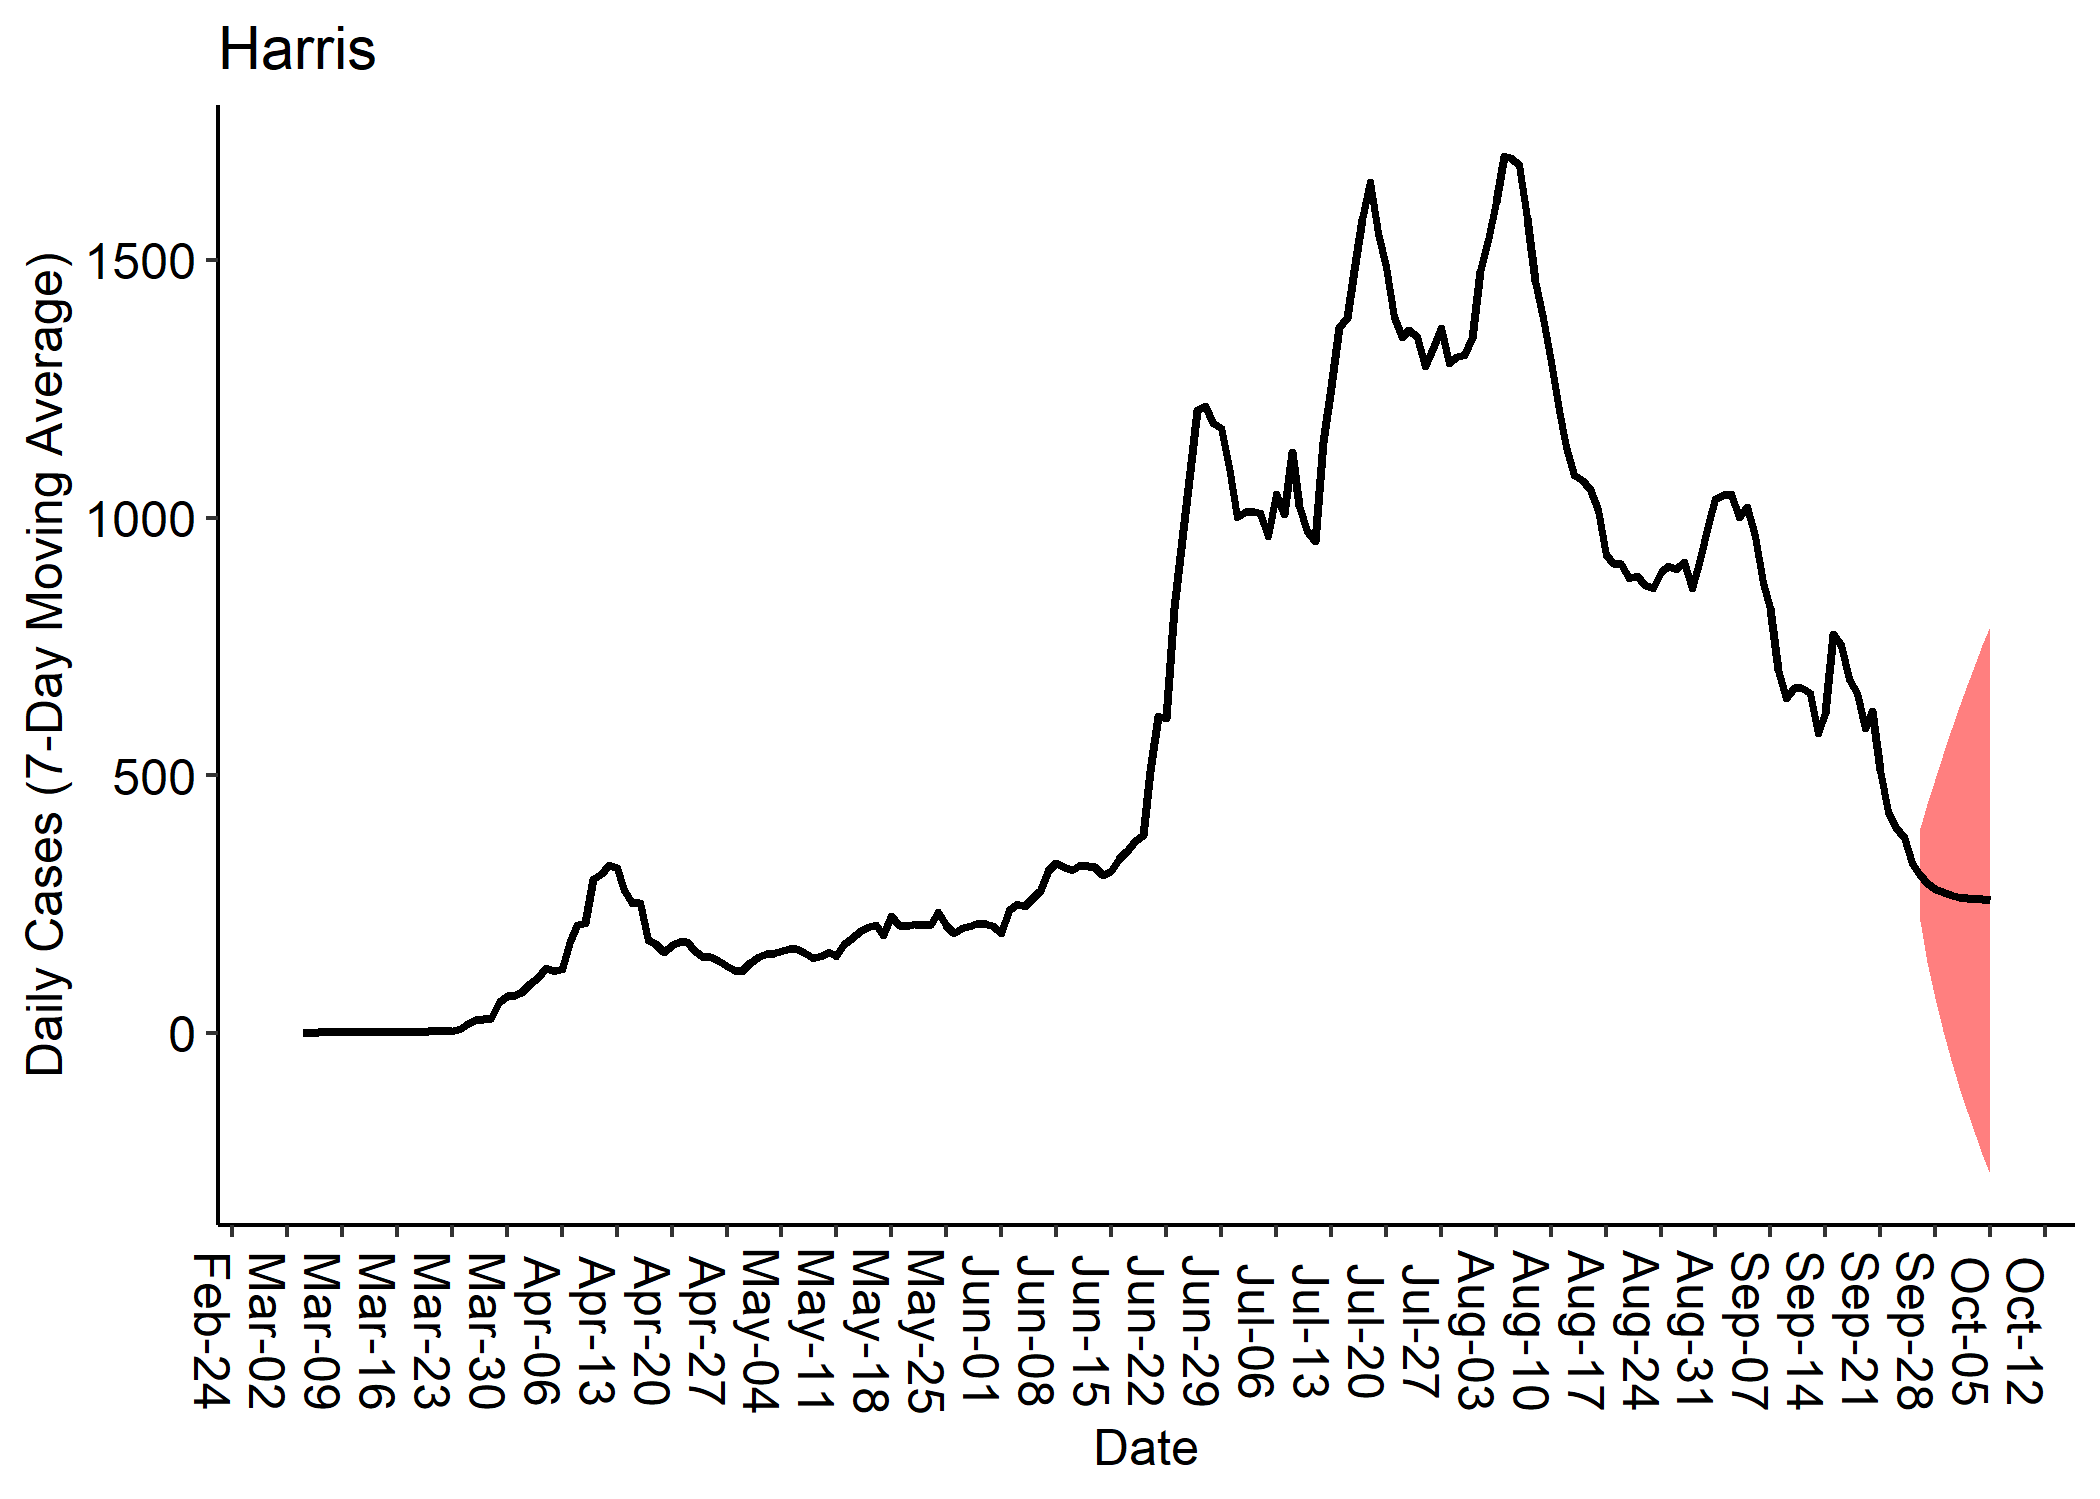 Harris
Daily Cases (7-Day Moving Average)
1500
1000
500
0
Feb-24
Mar-02
Mar-09
Mar-16
Mar-23
Mar-30
Apr-06
Apr-13
Apr-20
Apr-27
May-04
May-11
May-18
May-25
Jun-01
Jun-08
Jun-15
Jun-22
Jun-29
Jul-06
Jul-13
Jul-20
Jul-27
Aug-03
Aug-10
Aug-17
Aug-24
Aug-31
Sep-07
Sep-14
Sep-21
Sep-28
Oct-05
Oct-12
Date